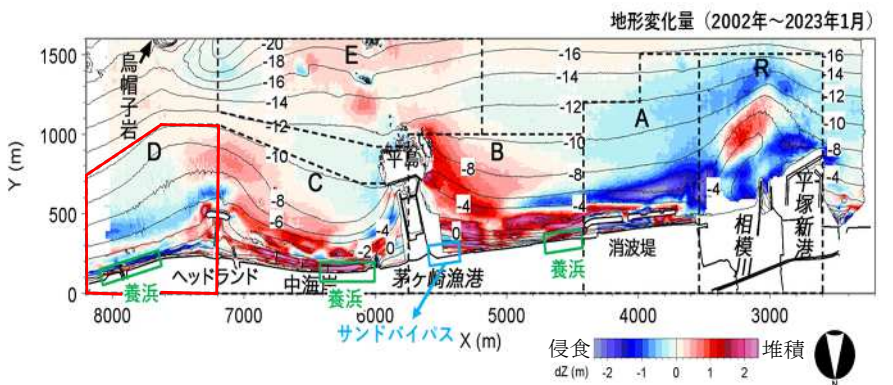 地形変化量（2002年～2023年1月）
1500
1000
500
0
Y (m)
烏帽子岩
-20
-18
-16
-14
-12
-10
-8
-6
-4
-2
0
E
-16
-14
-12
-10
-8
-4
0
R
-16
-14
-12
-10
-8
-4
-4
A
B
C
D
平島
ヘッドランド
中海岸
茅ヶ崎漁港
消波堤
相模
平塚新港
養浜
養浜
養浜
サンドバイパス
8000
7000
6000
5000
4000
3000
X (m)
侵食
堆積
dZ (m)
-2
-1
0
1
2
N